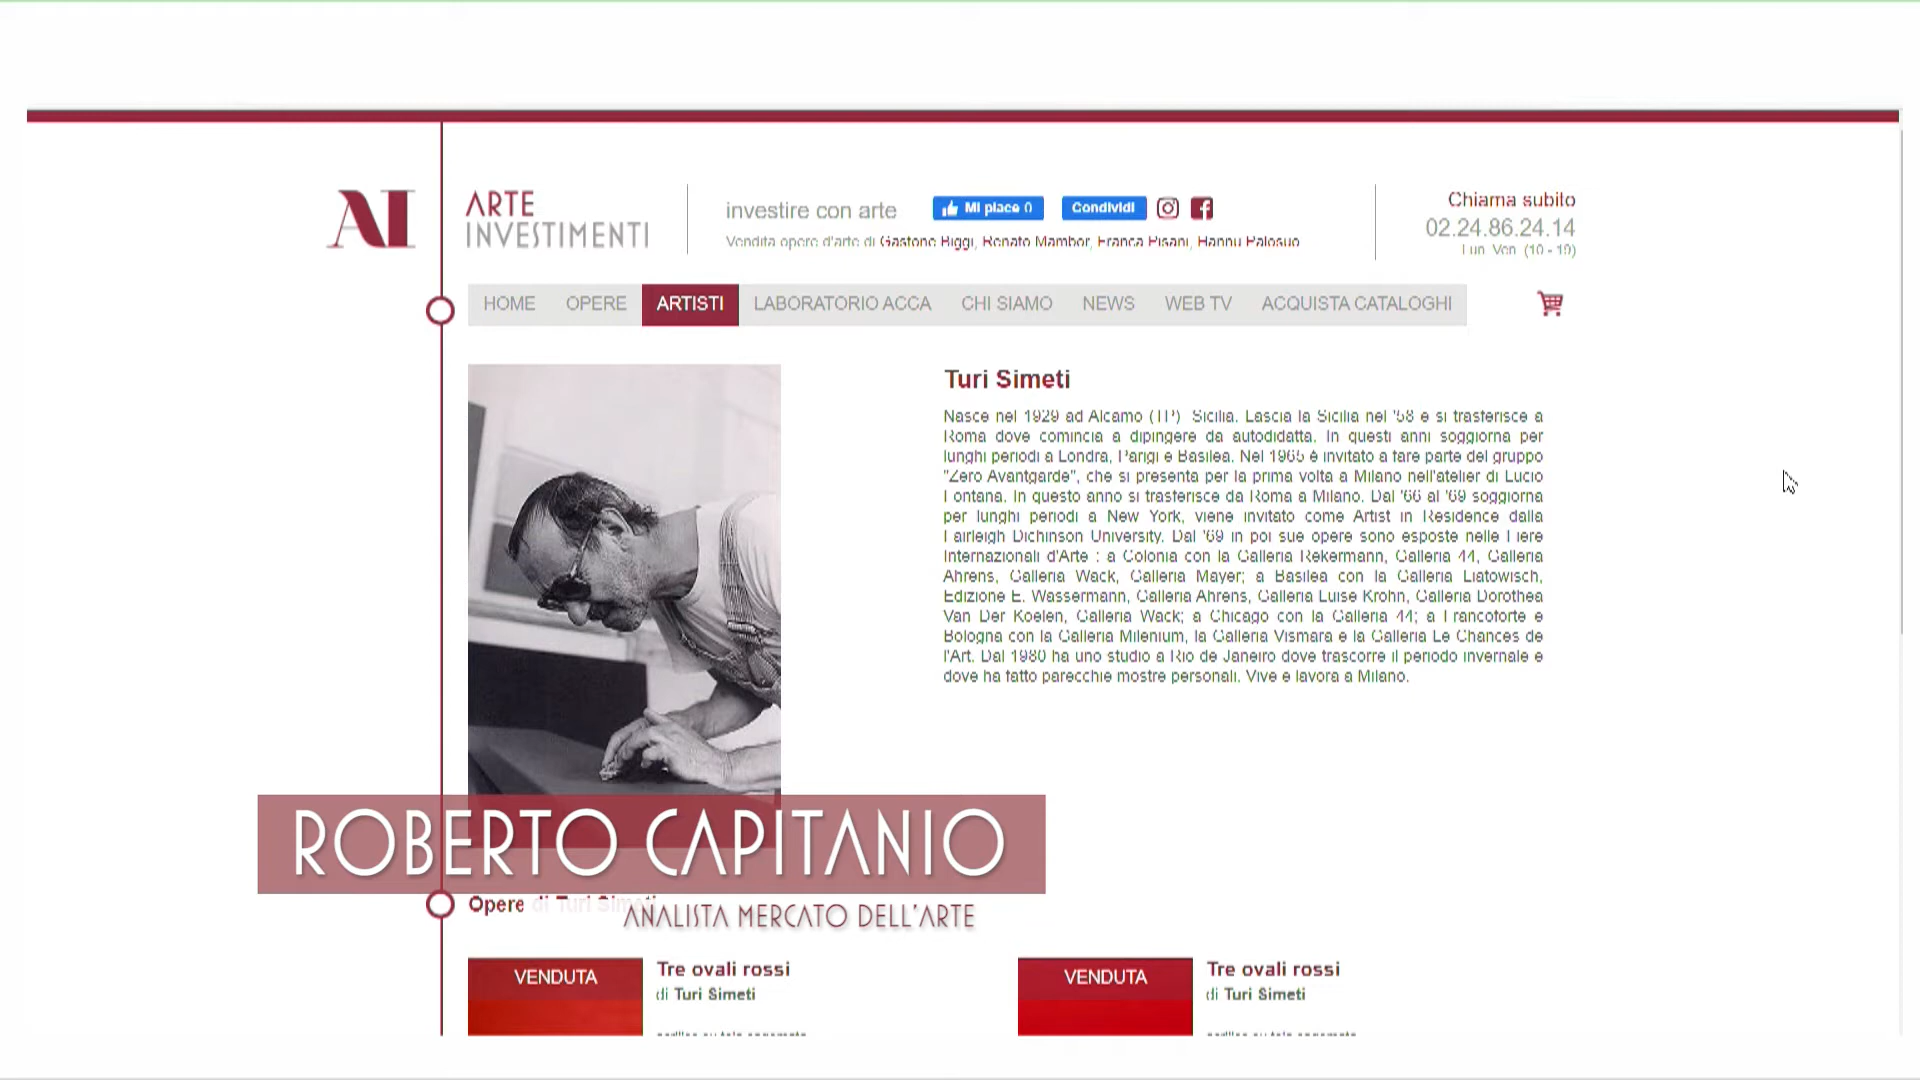 AI
ARTE
INVESTIMENTI
investire con arte
Mi piace 0
Condividi
Vendita opere d'arte di Gastone Biggi, Renato Mambor, Franca Pisani, Hannu Palosuo
Chiama subito
02.24.86.24.14
Lun Ven (10 - 19)
HOME OPERE ARTISTI LABORATORIO ACCA CHI SIAMO NEWS WEB TV ACQUISTA CATALOGHI
Turi Simeti
Nasce nel 1929 ad Alcamo (TP) Sicilia. Lascia la Sicilia nel '58 e si trasferisce a
Roma dove comincia a dipingere da autodidatta. In questi anni soggiorna per
lunghi periodi a Londra, Parigi e Basilea. Nel 1965 è invitato a fare parte del gruppo
"Zero Avantgarde", che si presenta per la prima volta a Milano nell'atelier di Lucio
Fontana. In questo anno si trasferisce da Roma a Milano. Dal '66 al '69 soggiorna
per lunghi periodi a New York, viene invitato come Artist in Residence dalla
Fairleigh Dichinson University. Dal '69 in poi sue opere sono esposte nelle Fiere
Internazionali d'Arte : a Colonia con la Galleria Rekermann, Galleria 44, Galleria
Ahrens, Galleria Wack, Galleria Mayer; a Basilea con la Galleria Liatowisch,
Edizione E. Wassermann, Galleria Ahrens, Galleria Luise Krohn, Galleria Dorothea
Van Der Koelen, Galleria Wack; a Chicago con la Galleria 44; a Francoforte e
Bologna con la Galleria Milenium, la Galleria Vismara e la Galleria Le Chances de
l'Art. Dal 1980 ha uno studio a Rio de Janeiro dove trascorre il periodo invernale e
dove ha fatto parecchie mostre personali. Vive e lavora a Milano.
ROBERTO CAPITANIO
Opere di Turi Simeti
ANALISTA MERCATO DELL'ARTE
VENDUTA
Tre ovali rossi
di Turi Simeti
VENDUTA
Tre ovali rossi
di Turi Simeti